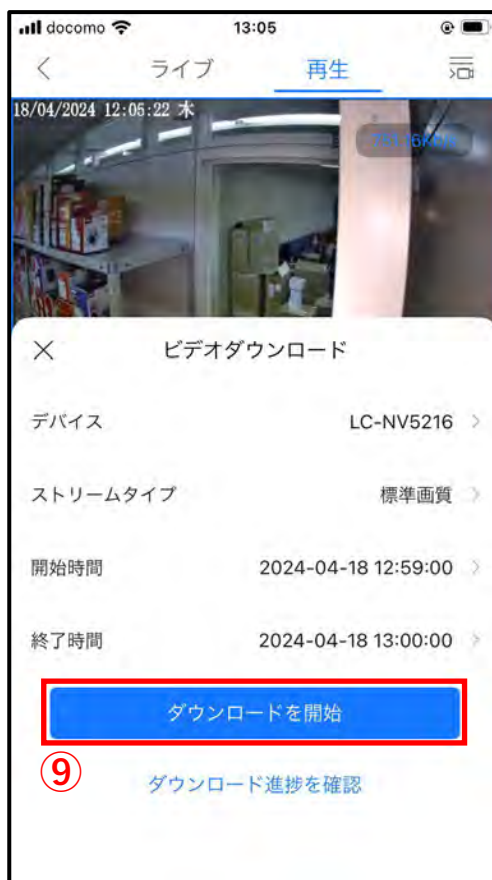 docomo 13:05
ライブ 再生
18/04/2024 12:05:22 木
ビデオダウンロード
デバイス LC-NV5216
ストリームタイプ 標準画質
開始時間 2024-04-18 12:59:00
終了時間 2024-04-18 13:00:00
ダウンロードを開始
⑨
ダウンロード進捗を確認